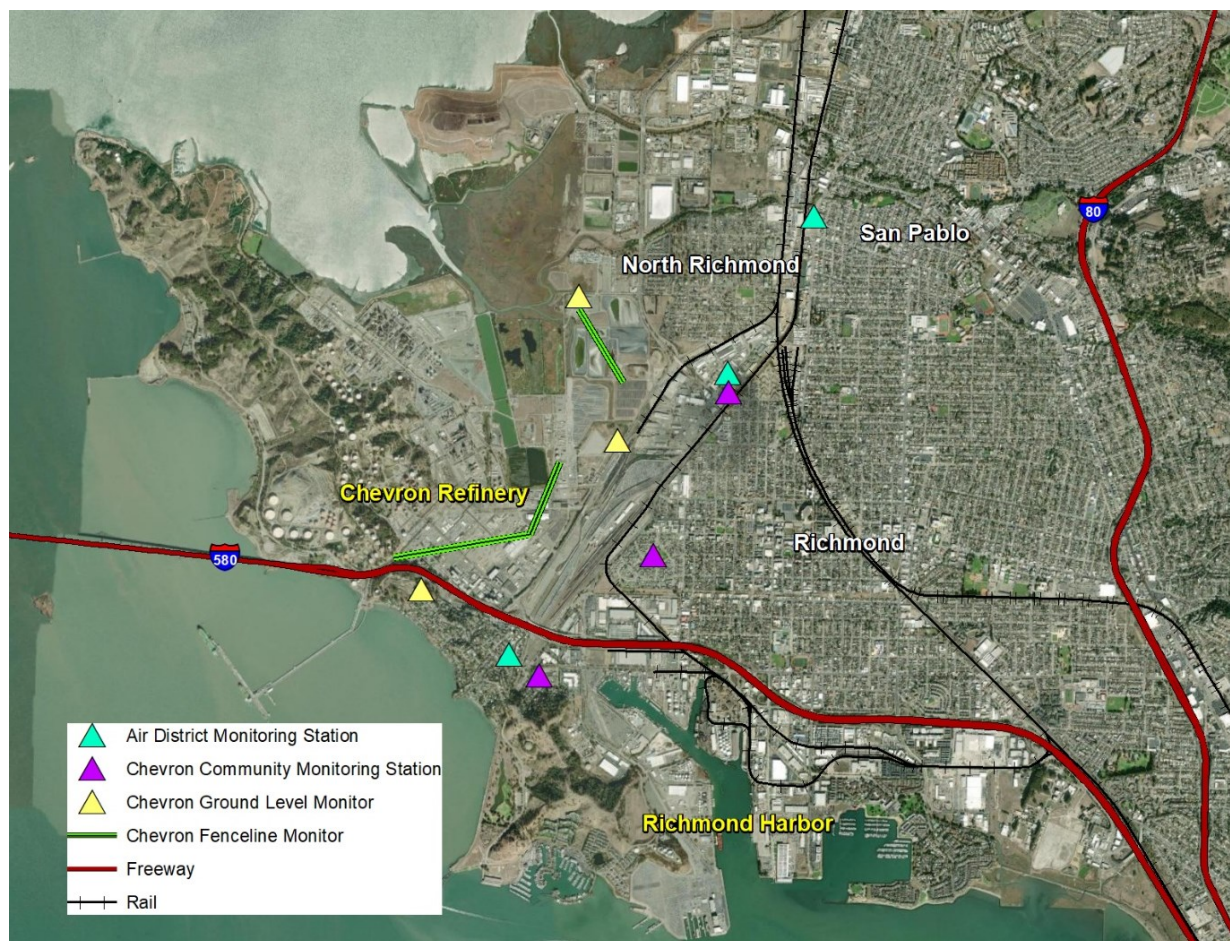 80
San Pablo
North Richmond
Chevron Refinery
Richmond
580
Air District Monitoring Station
Chevron Community Monitoring Station
Chevron Ground Level Monitor
Chevron Fenceline Monitor
Freeway
Rail
Richmond Harbor